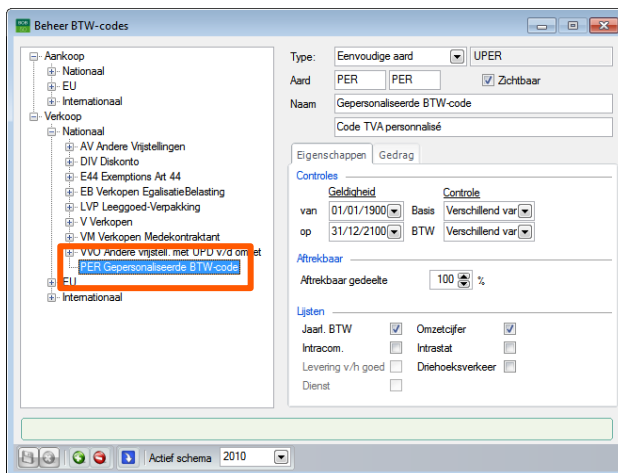 Beheer BTW-codes
Aankoop
Nationaal
EU
Internationaal
Verkoop
Nationaal
AV Andere Vrijstellingen
DIV Diskonto
E44 Exemptions Art 44
EB Verkopen EgalisatieBelasting
LVP Leeggoed-Verpakking
V Verkopen
VM Verkopen Medekontraktant
VVO Andere vrijstell. met UPD v/d omzet
PER Gepersonaliseerde BTW-code
EU
Internationaal
Type: Eenvoudige aard UPER
Aard PER PER Zichtbaar
Naam Gepersonaliseerde BTW-code
Code TVA personnalisé
Eigenschappen Gedrag
Controles
Geldigheid Controle
van 01/01/1900 Basis Verschillend var
op 31/12/2100 BTW Verschillend var
Aftrekbaar
Aftrekbaar gedeelte 100 %
Lijsten
Jaarl. BTW Omzetcijfer
Intracom. Intrastat
Levering v/h goed Driehoeksverkeer
Dienst
Actief schema 2010